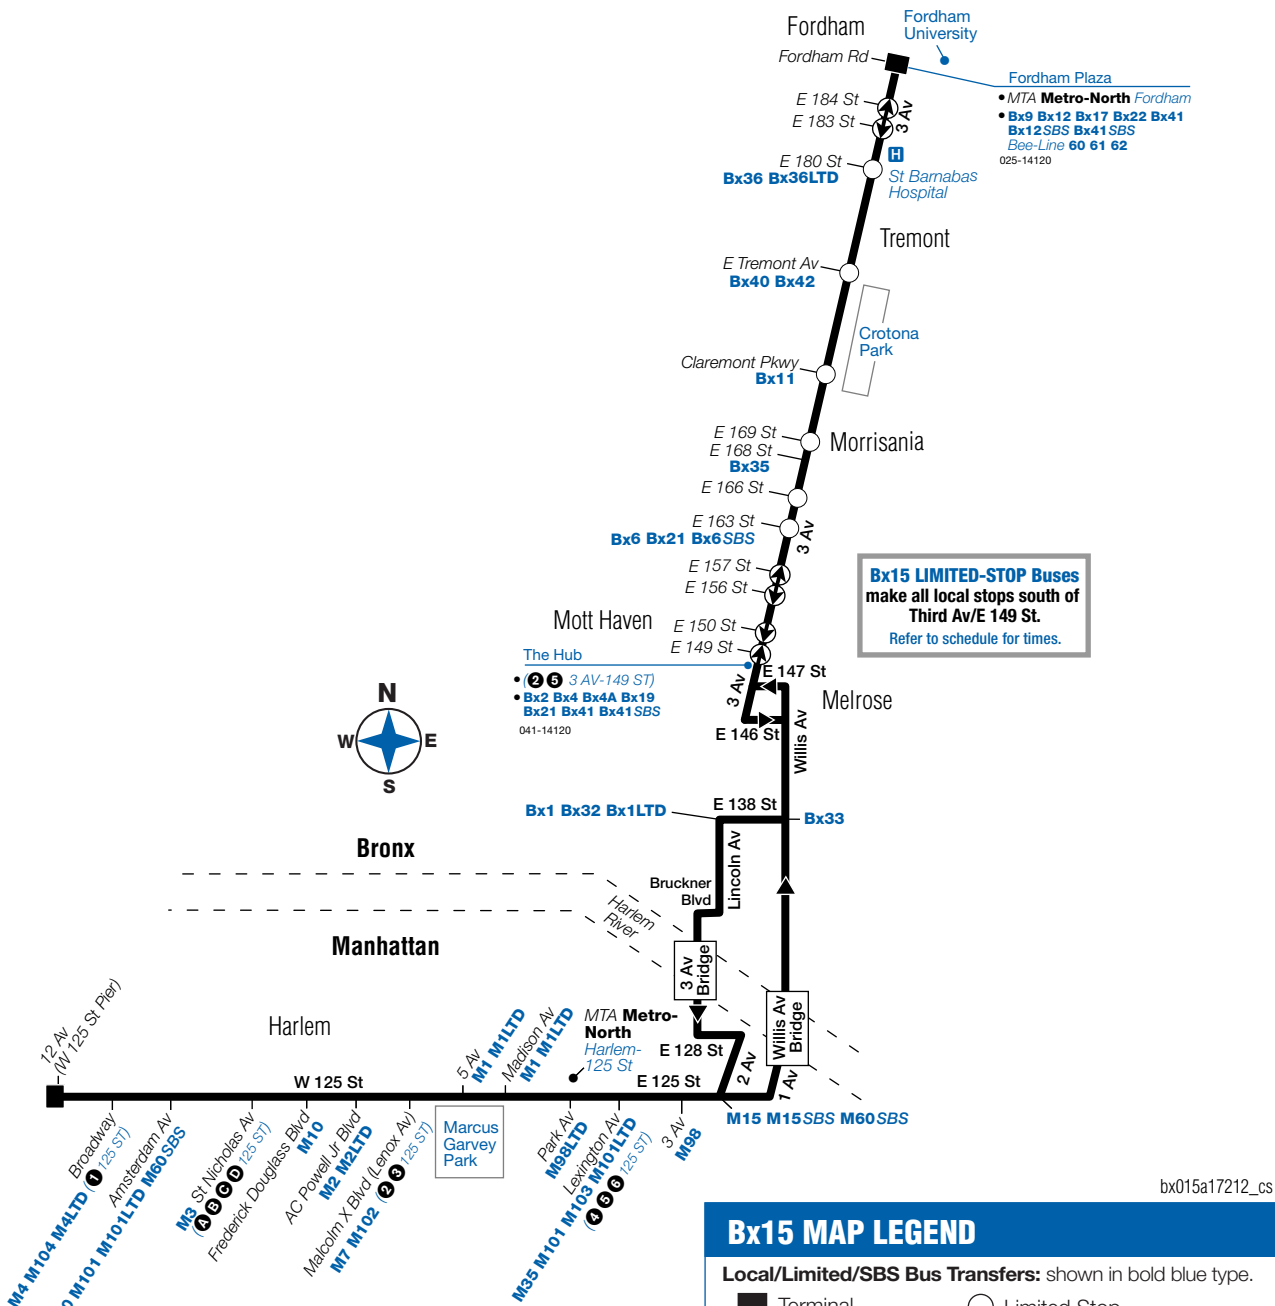 Fordham
Fordham
University
Fordham Rd
Fordham Plaza
• MTA Metro-North Fordham
• Bx9 Bx12 Bx17 Bx22 Bx41
Bx12SBS Bx41SBS
Bee-Line 60 61 62
025-14120
E 184 St
E 183 St
3 Av
H
E 180 St
Bx36 Bx36LTD
St Barnabas
Hospital
Tremont
E Tremont Av
Bx40 Bx42
Crotona
Park
Claremont Pkwy
Bx11
E 169 St
Morrisania
E 168 St
Bx35
E 166 St
E 163 St
Bx6 Bx21 Bx6SBS
3 Av
E 157 St
E 156 St
Bx15 LIMITED-STOP Buses
make all local stops south of
Third Av/E 149 St.
Refer to schedule for times.
Mott Haven
E 150 St
E 149 St
The Hub
• (2 5 3 AV-149 ST)
• Bx2 Bx4 Bx4A Bx19
Bx21 Bx41 Bx41SBS
041-14120
E 147 St
3 Av
Melrose
E 146 St
Willis Av
N
W E
S
Bx1 Bx32 Bx1LTD
E 138 St
Bx33
Bronx
Lincoln Av
Bruckner
Blvd
Harlem
River
Manhattan
3 Av
Bridge
Willis Av
Bridge
12 Av
(W 125 St Pier)
Harlem
5 Av
M1 M1LTD
Madison Av
M1 M1LTD
MTA Metro-
North
Harlem-
125 St
E 128 St
2 Av
1 Av
W 125 St
E 125 St
M15 M15SBS M60SBS
Broadway
M4 M104 M4LTD (1 125 ST)
Amsterdam Av
0 M101 M101LTD M60SBS
M3 St Nicholas Av
(A B C D 125 ST)
Frederick Douglass Blvd
M10
AC Powell Jr Blvd
M2 M2LTD
Malcolm X Blvd (Lenox Av)
M7 M102 (2 3 125 ST)
Marcus
Garvey
Park
Park Av
M98LTD
Lexington Av
M35 M101 M103 M101LTD
(4 5 6 125 ST)
3 Av
M98
bx015a17212_cs
Bx15 MAP LEGEND
Local/Limited/SBS Bus Transfers: shown in bold blue type.
Terminal
Limited Stop